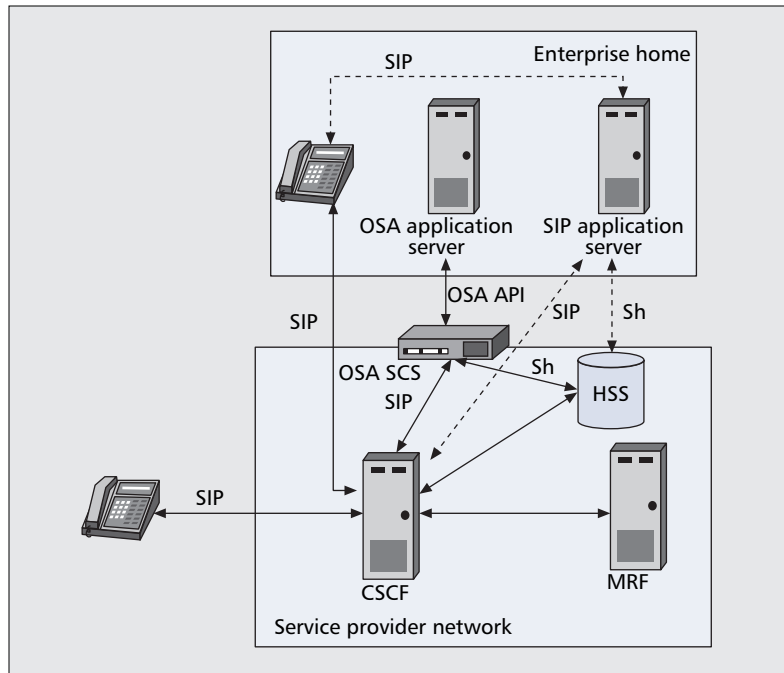 SIP
Enterprise home
OSA application
server
SIP application
server
OSA API
SIP
SIP
Sh
OSA SCS
Sh
SIP
HSS
SIP
CSCF
MRF
Service provider network